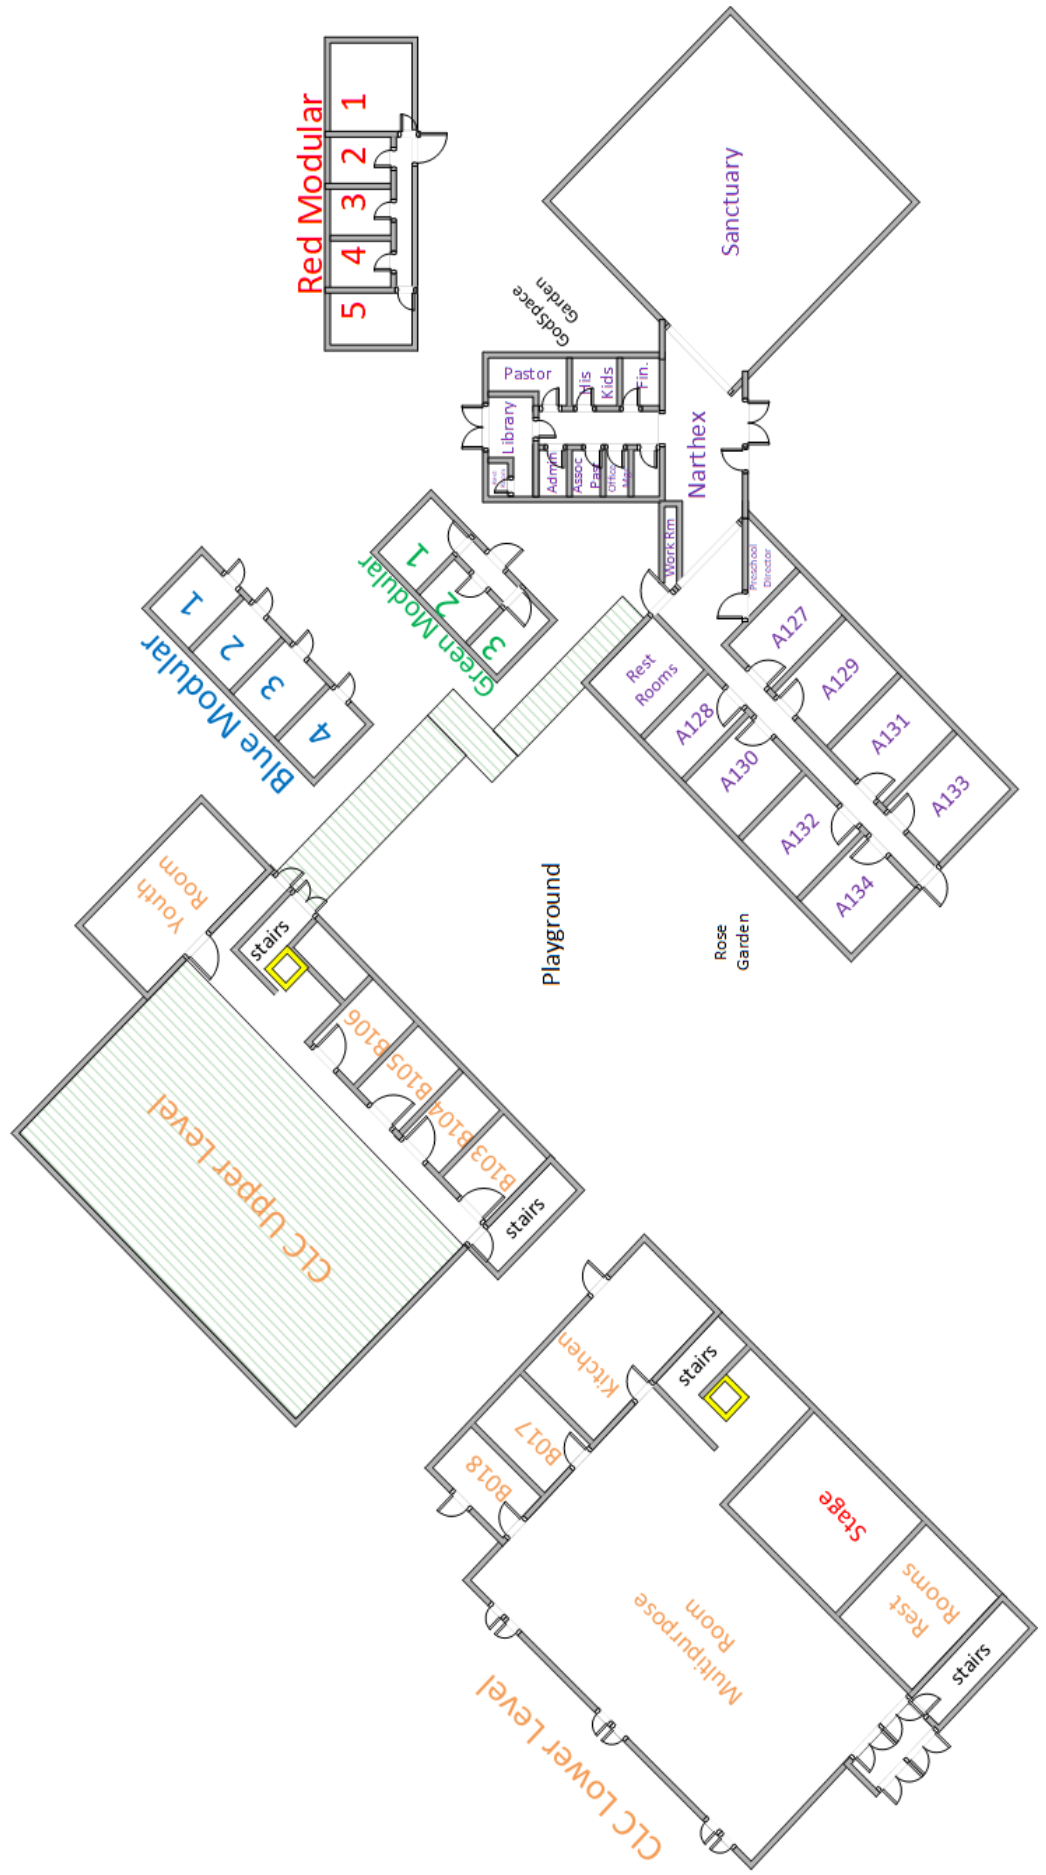 Red Modular
1
2
3
4
5
Sanctuary
GodSpace
Garden
Pastor
His
Kids
Fin.
Library
Admin
Assoc
Past
Office
Narthex
Work Rm
Preschool
Director
Green Modular
1
2
3
Blue Modular
1
2
3
4
Rest
Rooms
A127
A128
A129
A130
A131
A132
A133
A134
Youth
Room
stairs
Playground
Rose
Garden
B106
B105
B104
B103
stairs
CLC Upper Level
Kitchen
stairs
B017
B018
Stage
Rest
Rooms
Multipurpose
Room
stairs
CLC Lower Level